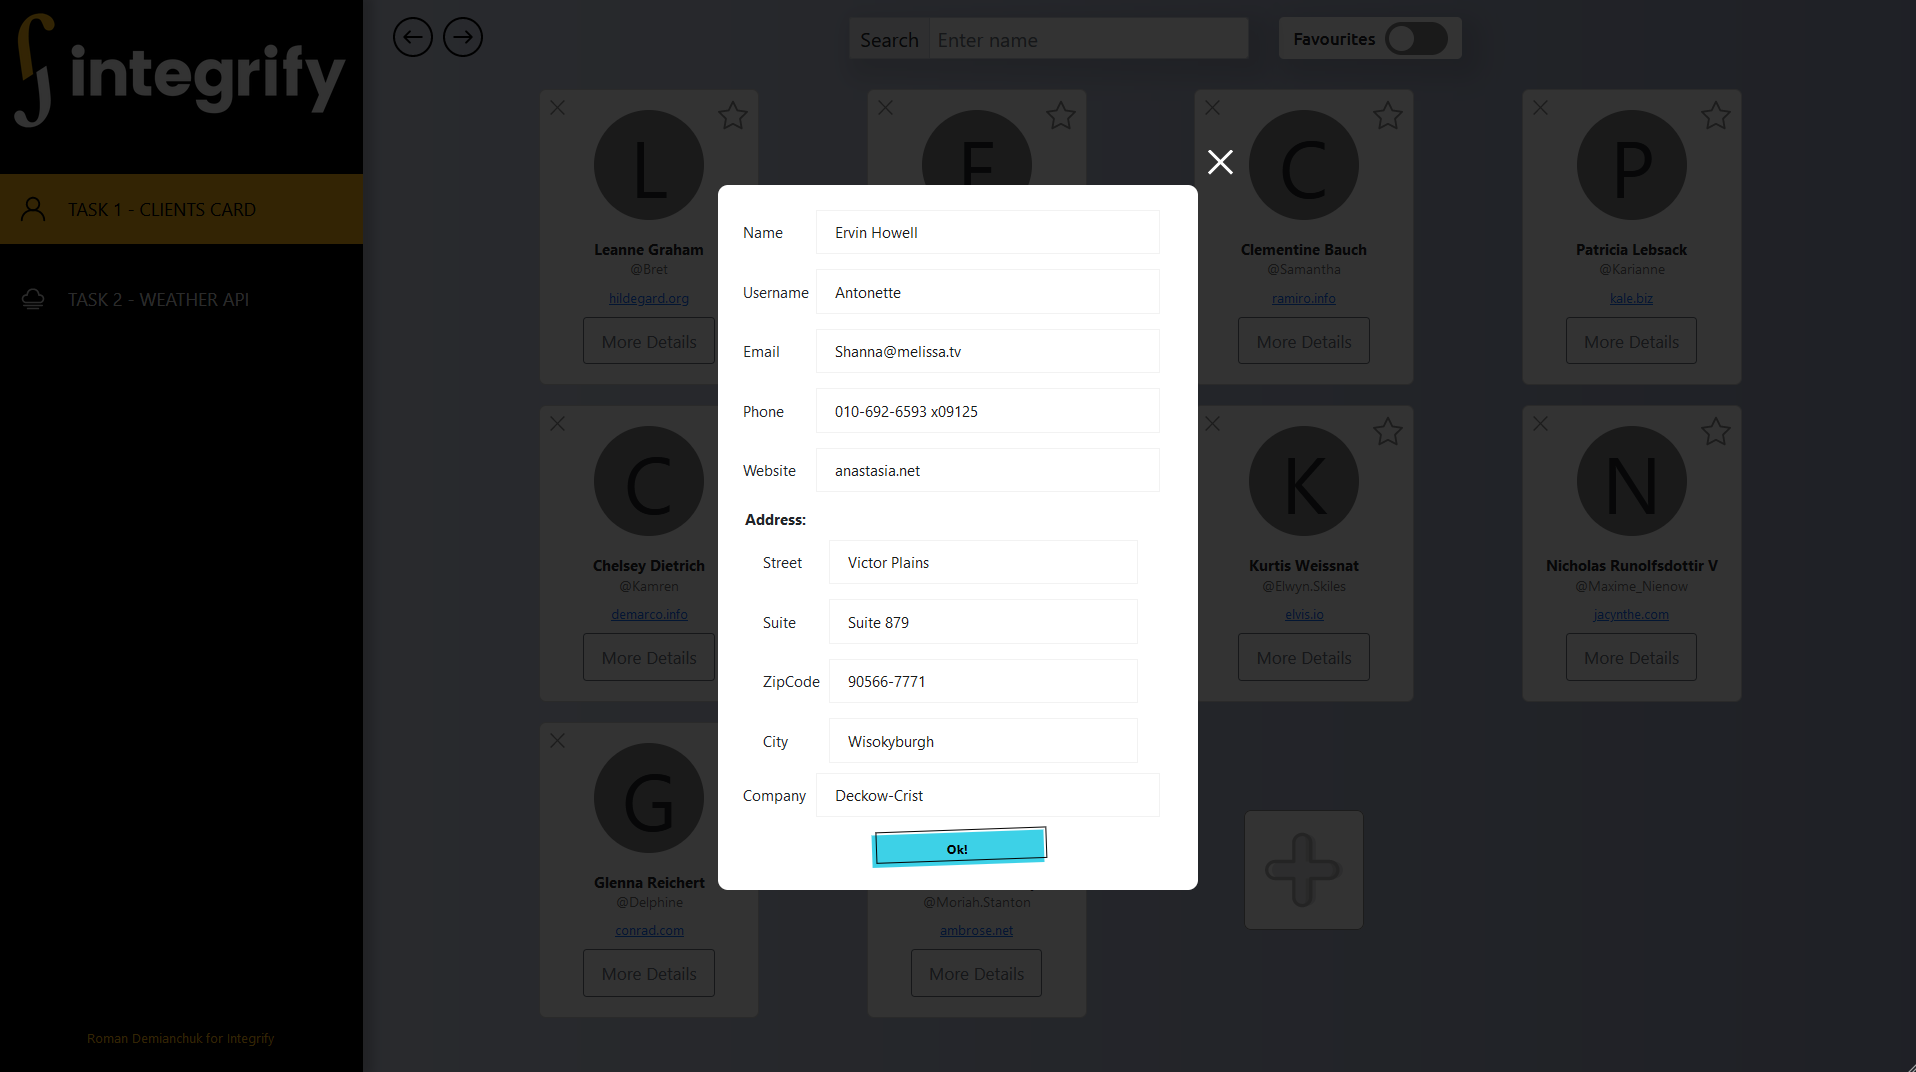 integrify
TASK 1 - CLIENTS CARD
TASK 2 - WEATHER API
Roman Demianchuk for Integrify
Search Enter name
Favourites
L
Leanne Graham
@Bret
hildegard.org
More Details
E
C
Clementine Bauch
@Samantha
ramiro.info
More Details
P
Patricia Lebsack
@Karianne
kale.biz
More Details
C
Chelsey Dietrich
@Kamren
demarco.info
More Details
K
Kurtis Weissnat
@Elwyn.Skiles
elvis.io
More Details
N
Nicholas Runolfsdottir V
@Maxime_Nienow
jacynthe.com
More Details
G
Glenna Reichert
@Delphine
conrad.com
More Details
@Moriah.Stanton
ambrose.net
More Details
Name Ervin Howell
Username Antonette
Email Shanna@melissa.tv
Phone 010-692-6593 x09125
Website anastasia.net
Address:
Street Victor Plains
Suite Suite 879
ZipCode 90566-7771
City Wisokyburgh
Company Deckow-Crist
Ok!